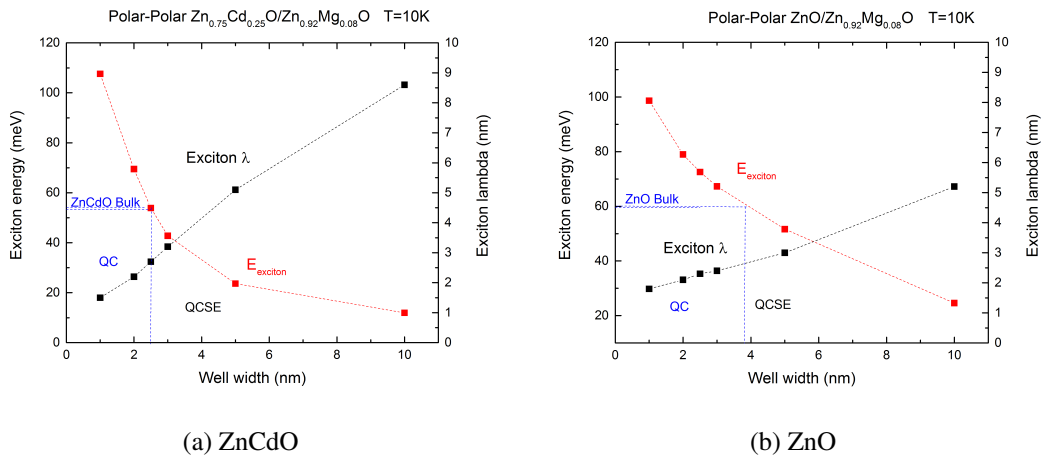 Polar-Polar Zn0.75Cd0.25O/Zn0.92Mg0.08O T=10K
120
100
80
60
40
20
0
Exciton energy (meV)
10
9
8
7
6
5
4
3
2
1
0
Exciton lambda (nm)
Exciton λ
ZnCdO Bulk
QC
Eexciton
QCSE
0 2 4 6 8 10
Well width (nm)
(a) ZnCdO
Polar-Polar ZnO/Zn0.92Mg0.08O T=10K
120
100
80
60
40
20
Exciton energy (meV)
10
9
8
7
6
5
4
3
2
1
0
Exciton lambda (nm)
Eexciton
ZnO Bulk
Exciton λ
QC
QCSE
0 2 4 6 8 10
Well width (nm)
(b) ZnO